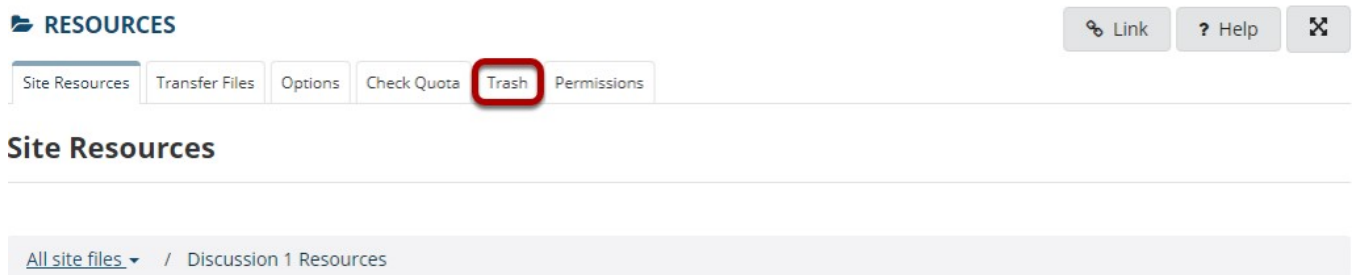 RESOURCES
Link ? Help
Site Resources Transfer Files Options Check Quota Trash Permissions
Site Resources
All site files / Discussion 1 Resources